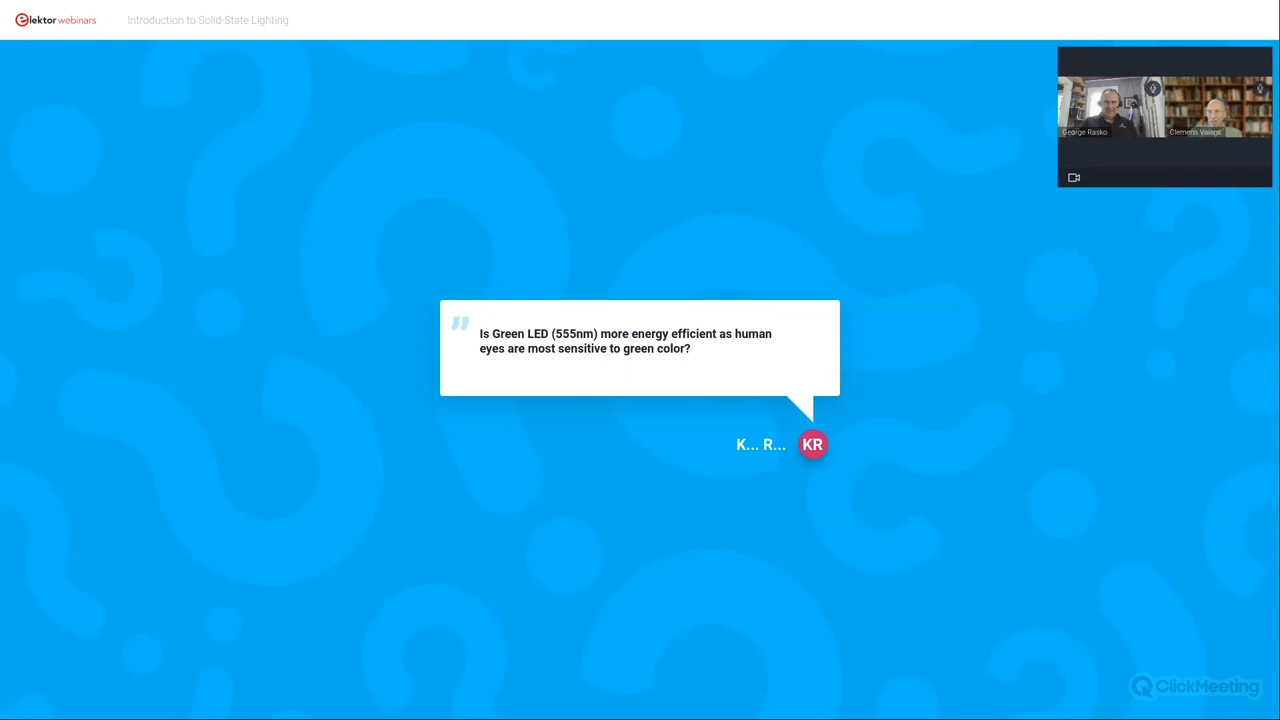 elektor webinars
Introduction to Solid-State Lighting
George Rasko
Clemens Valens
"
Is Green LED (555nm) more energy efficient as human
eyes are most sensitive to green color?
K... R...
KR
ClickMeeting